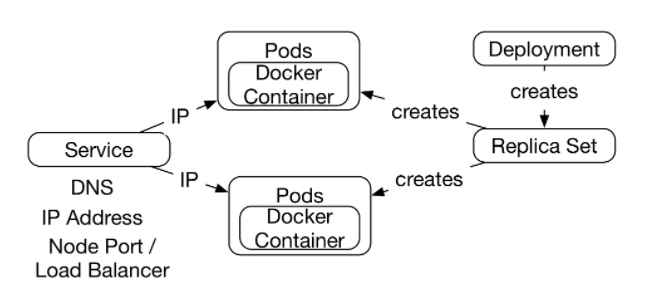 Pods
Docker
Container
Deployment
creates
IP
creates
Service
Replica Set
DNS
IP
creates
IP Address
Pods
Docker
Container
Node Port /
Load Balancer